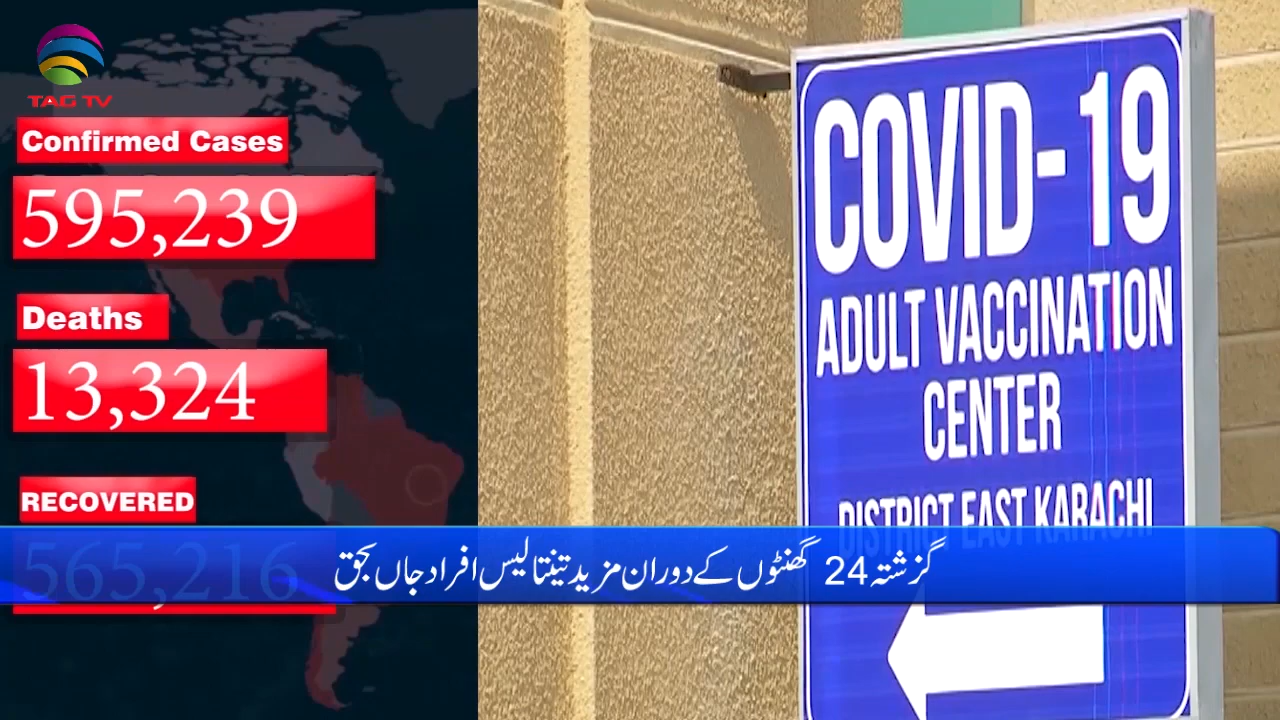 TAG TV
Confirmed Cases
595,239
Deaths
13,324
RECOVERED
565,216
COVID-19
ADULT VACCINATION
CENTER
DISTRICT EAST KARACHI
گزشتہ 24 گھنٹوں کے دوران مزید تینتالیس افراد جاں بحق